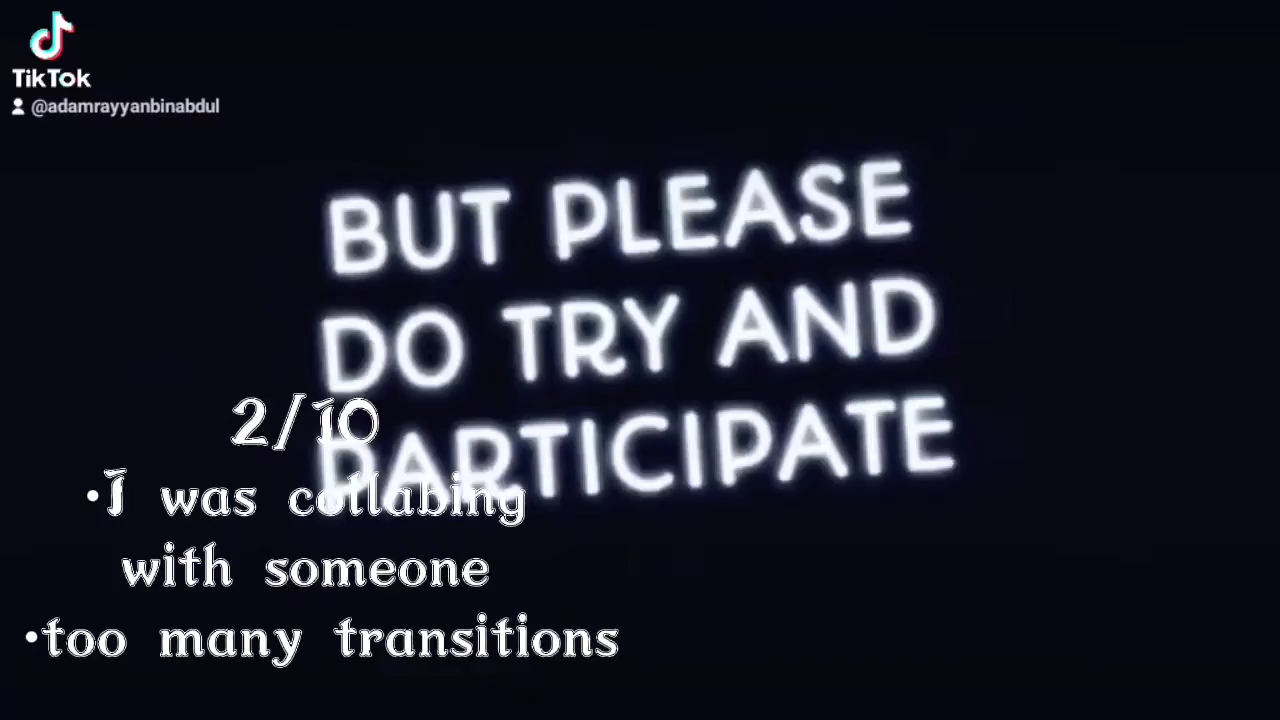 TikTok
@adamrayyanbinabdul
BUT PLEASE
DO TRY AND
PARTICIPATE
2/10
•I was collabing
with someone
•too many transitions